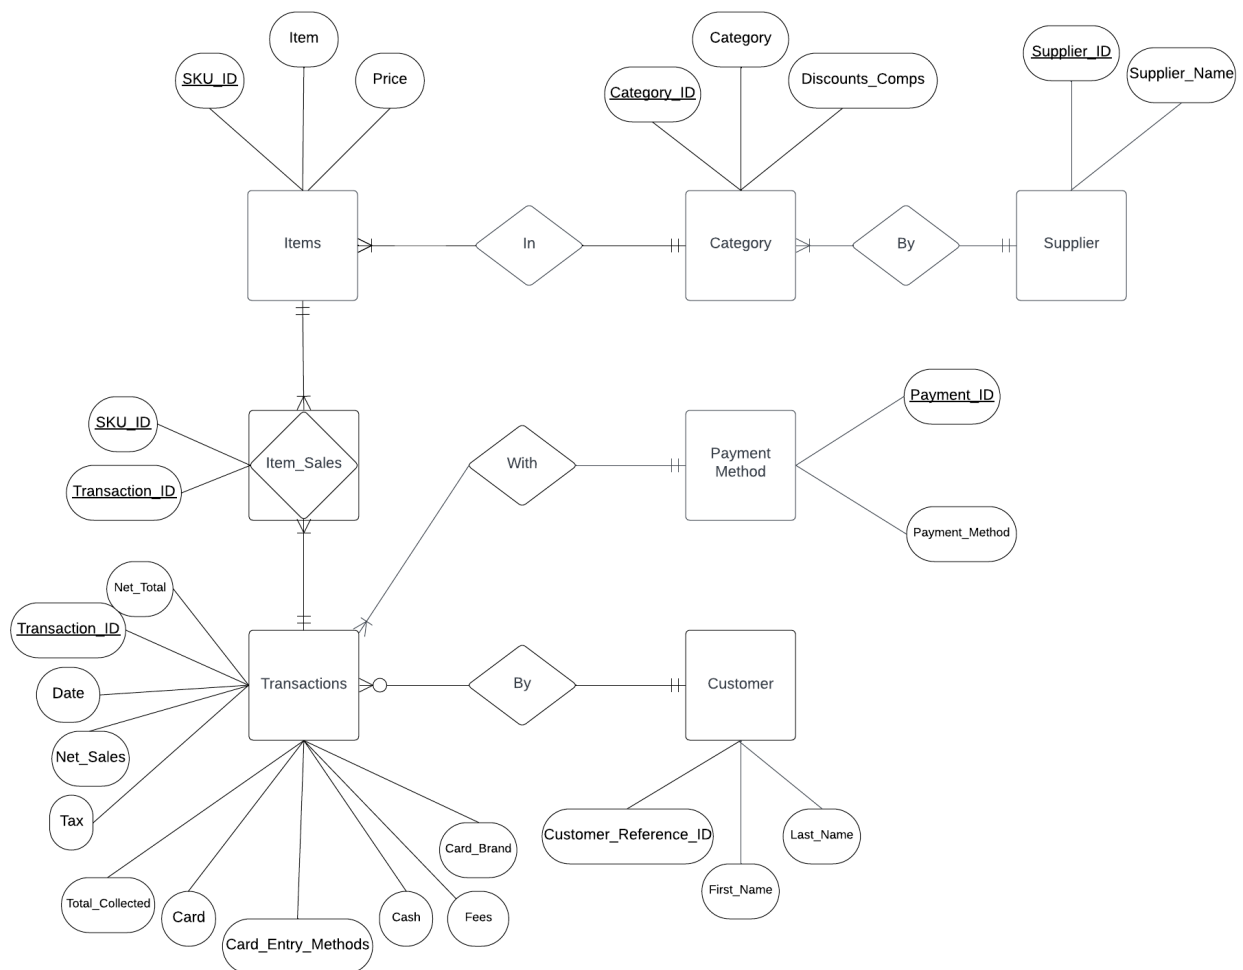 Item
Category
Supplier_ID
SKU_ID
Price
Category_ID
Discounts_Comps
Supplier_Name
Items
In
Category
By
Supplier
SKU_ID
Transaction_ID
Item_Sales
With
Payment
Method
Payment_ID
Payment_Method
Net_Total
Transaction_ID
Date
Net_Sales
Tax
Transactions
By
Customer
Total_Collected
Card
Card_Entry_Methods
Cash
Fees
Card_Brand
Customer_Reference_ID
First_Name
Last_Name